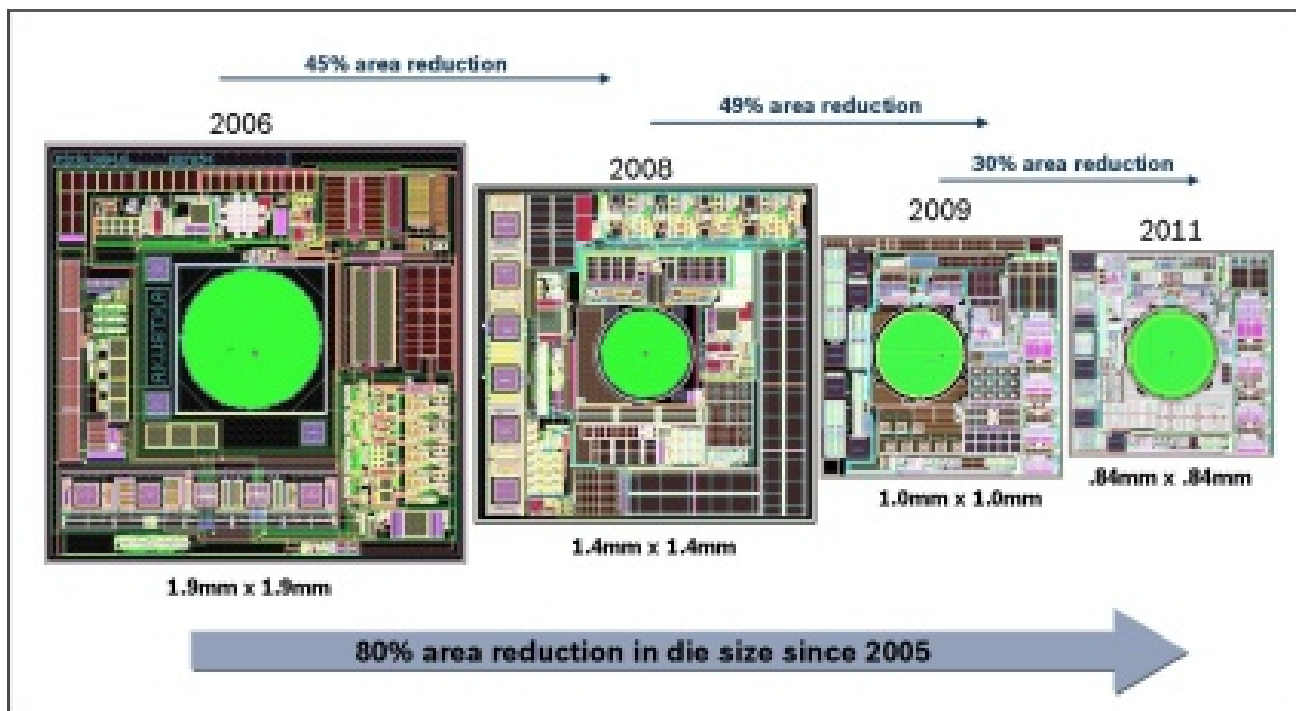 45% area reduction
49% area reduction
30% area reduction
2006
2008
2009
2011
AKUSTICA
1.9mm x 1.9mm
1.4mm x 1.4mm
1.0mm x 1.0mm
.84mm x .84mm
80% area reduction in die size since 2005